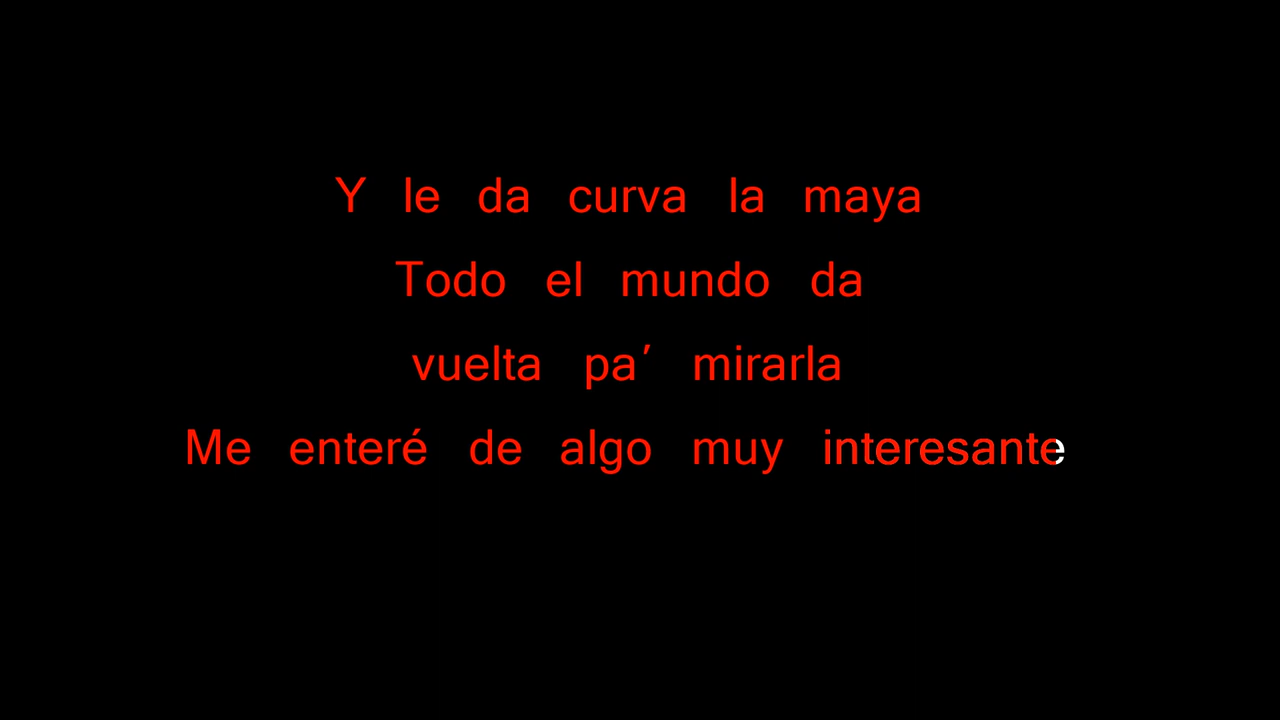 Y le da curva la maya
Todo el mundo da
vuelta pa' mirarla
Me enteré de algo muy interesante